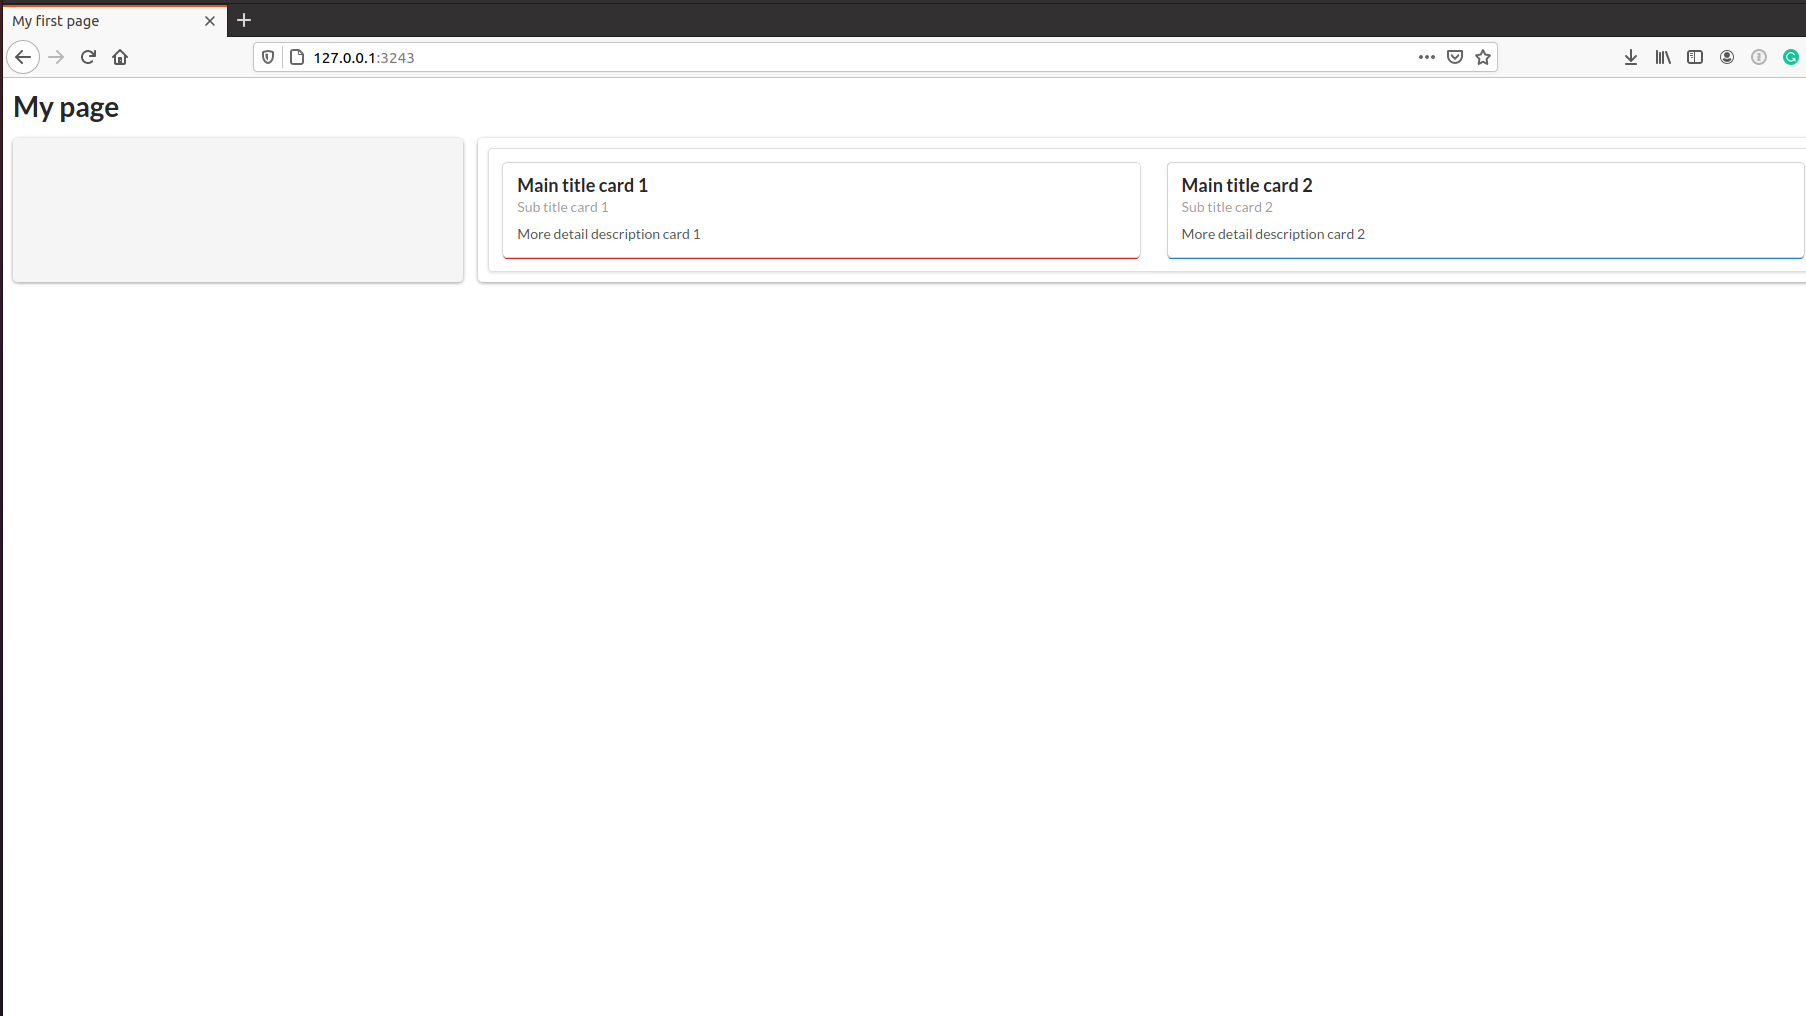 My first page
127.0.0.1:3243
My page
Main title card 1
Sub title card 1
More detail description card 1
Main title card 2
Sub title card 2
More detail description card 2